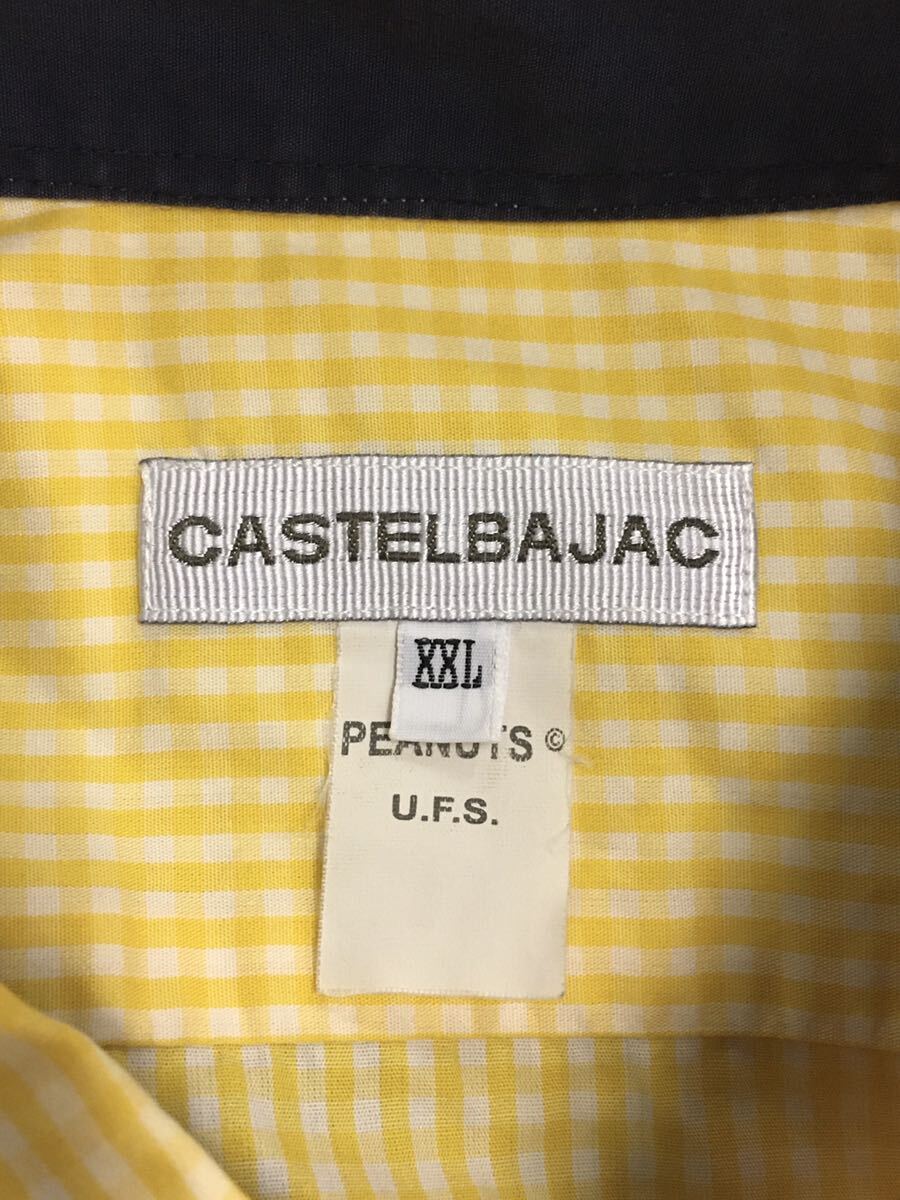 CASTELBAJAC
XXL
PEANUTS ©
U.F.S.